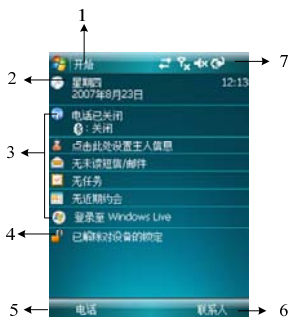 1
开始
7
2
星期四
12:13
2007年8月23日
3
电话已关闭
: 关闭
点击此处设置主人信息
无未读短信/邮件
无任务
无近期约会
登录至 Windows Live
4
已解除对设备的锁定
5
电话
联系人
6